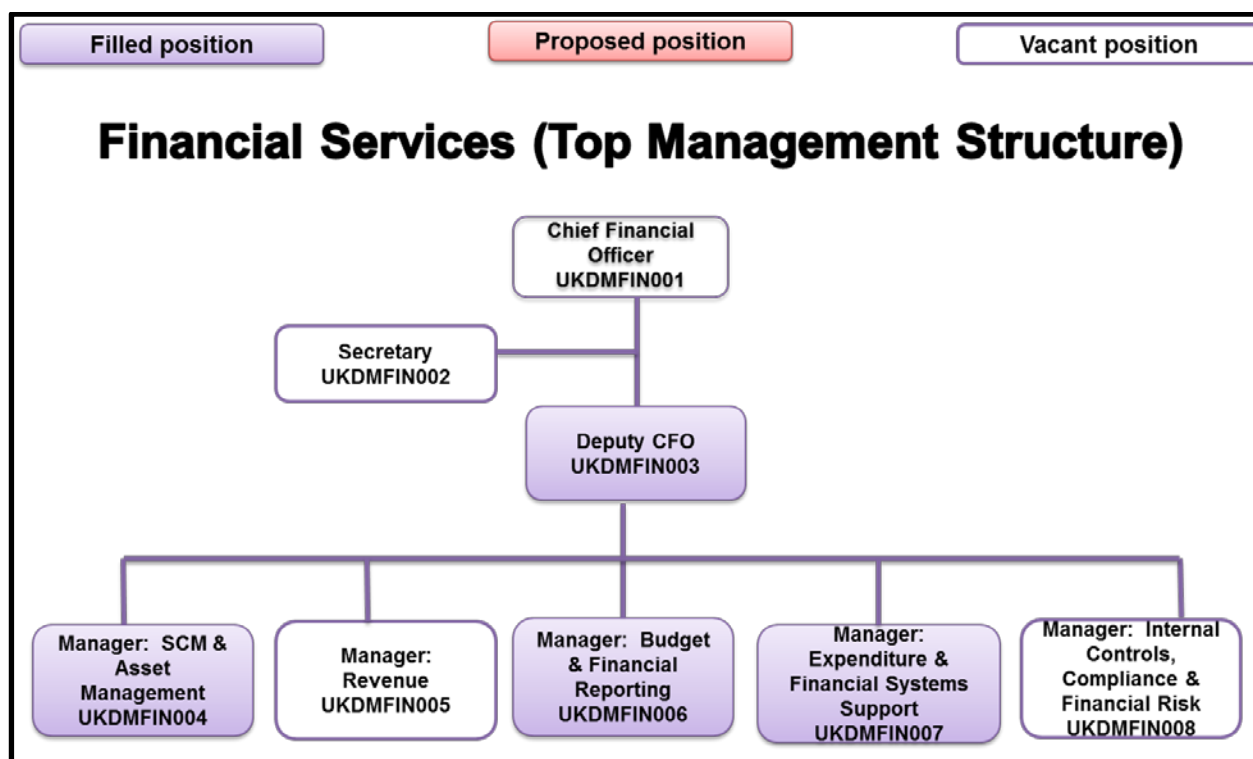 Filled position
Proposed position
Vacant position
Financial Services (Top Management Structure)
Chief Financial
Officer
UKDMFIN001
Secretary
UKDMFIN002
Deputy CFO
UKDMFIN003
Manager: SCM &
Asset
Management
UKDMFIN004
Manager:
Revenue
UKDMFIN005
Manager: Budget
& Financial
Reporting
UKDMFIN006
Manager:
Expenditure &
Financial Systems
Support
UKDMFIN007
Manager: Internal
Controls,
Compliance &
Financial Risk
UKDMFIN008